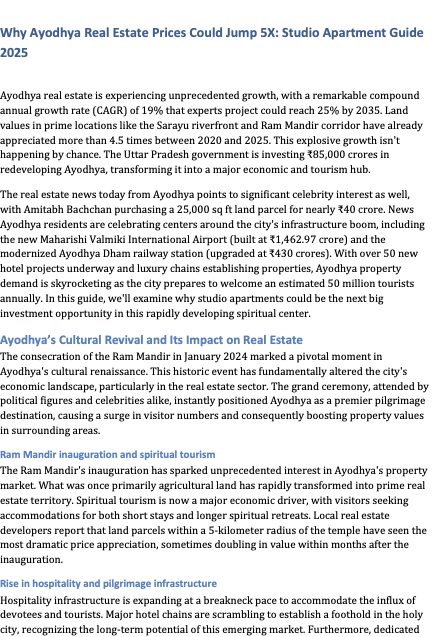 Why Ayodhya Real Estate Prices Could Jump 5X: Studio Apartment Guide
2025
Ayodhya real estate is experiencing unprecedented growth, with a remarkable compound
annual growth rate (CAGR) of 19% that experts project could reach 25% by 2035. Land
values in prime locations like the Sarayu riverfront and Ram Mandir corridor have already
appreciated more than 4.5 times between 2020 and 2025. This explosive growth isn't
happening by chance. The Uttar Pradesh government is investing ₹85,000 crores in
redeveloping Ayodhya, transforming it into a major economic and tourism hub.
The real estate news today from Ayodhya points to significant celebrity interest as well,
with Amitabh Bachchan purchasing a 25,000 sq ft land parcel for nearly ₹40 crore. News
Ayodhya residents are celebrating centers around the city's infrastructure boom, including
the new Maharishi Valmiki International Airport (built at ₹1,462.97 crore) and the
modernized Ayodhya Dham railway station (upgraded at ₹430 crores). With over 50 new
hotel projects underway and luxury chains establishing properties, Ayodhya property
demand is skyrocketing as the city prepares to welcome an estimated 50 million tourists
annually. In this guide, we'll examine why studio apartments could be the next big
investment opportunity in this rapidly developing spiritual center.
Ayodhya's Cultural Revival and Its Impact on Real Estate
The consecration of the Ram Mandir in January 2024 marked a pivotal moment in
Ayodhya's cultural renaissance. This historic event has fundamentally altered the city's
economic landscape, particularly in the real estate sector. The grand ceremony, attended by
political figures and celebrities alike, instantly positioned Ayodhya as a premier pilgrimage
destination, causing a surge in visitor numbers and consequently boosting property values
in surrounding areas.
Ram Mandir inauguration and spiritual tourism
The Ram Mandir's inauguration has sparked unprecedented interest in Ayodhya's property
market. What was once primarily agricultural land has rapidly transformed into prime real
estate territory. Spiritual tourism is now a major economic driver, with visitors seeking
accommodations for both short stays and longer spiritual retreats. Local real estate
developers report that land parcels within a 5-kilometer radius of the temple have seen the
most dramatic price appreciation, sometimes doubling in value within months after the
inauguration.
Rise in hospitality and pilgrimage infrastructure
Hospitality infrastructure is expanding at a breakneck pace to accommodate the influx of
devotees and tourists. Major hotel chains are scrambling to establish a foothold in the holy
city, recognizing the long-term potential of this emerging market. Furthermore, dedicated